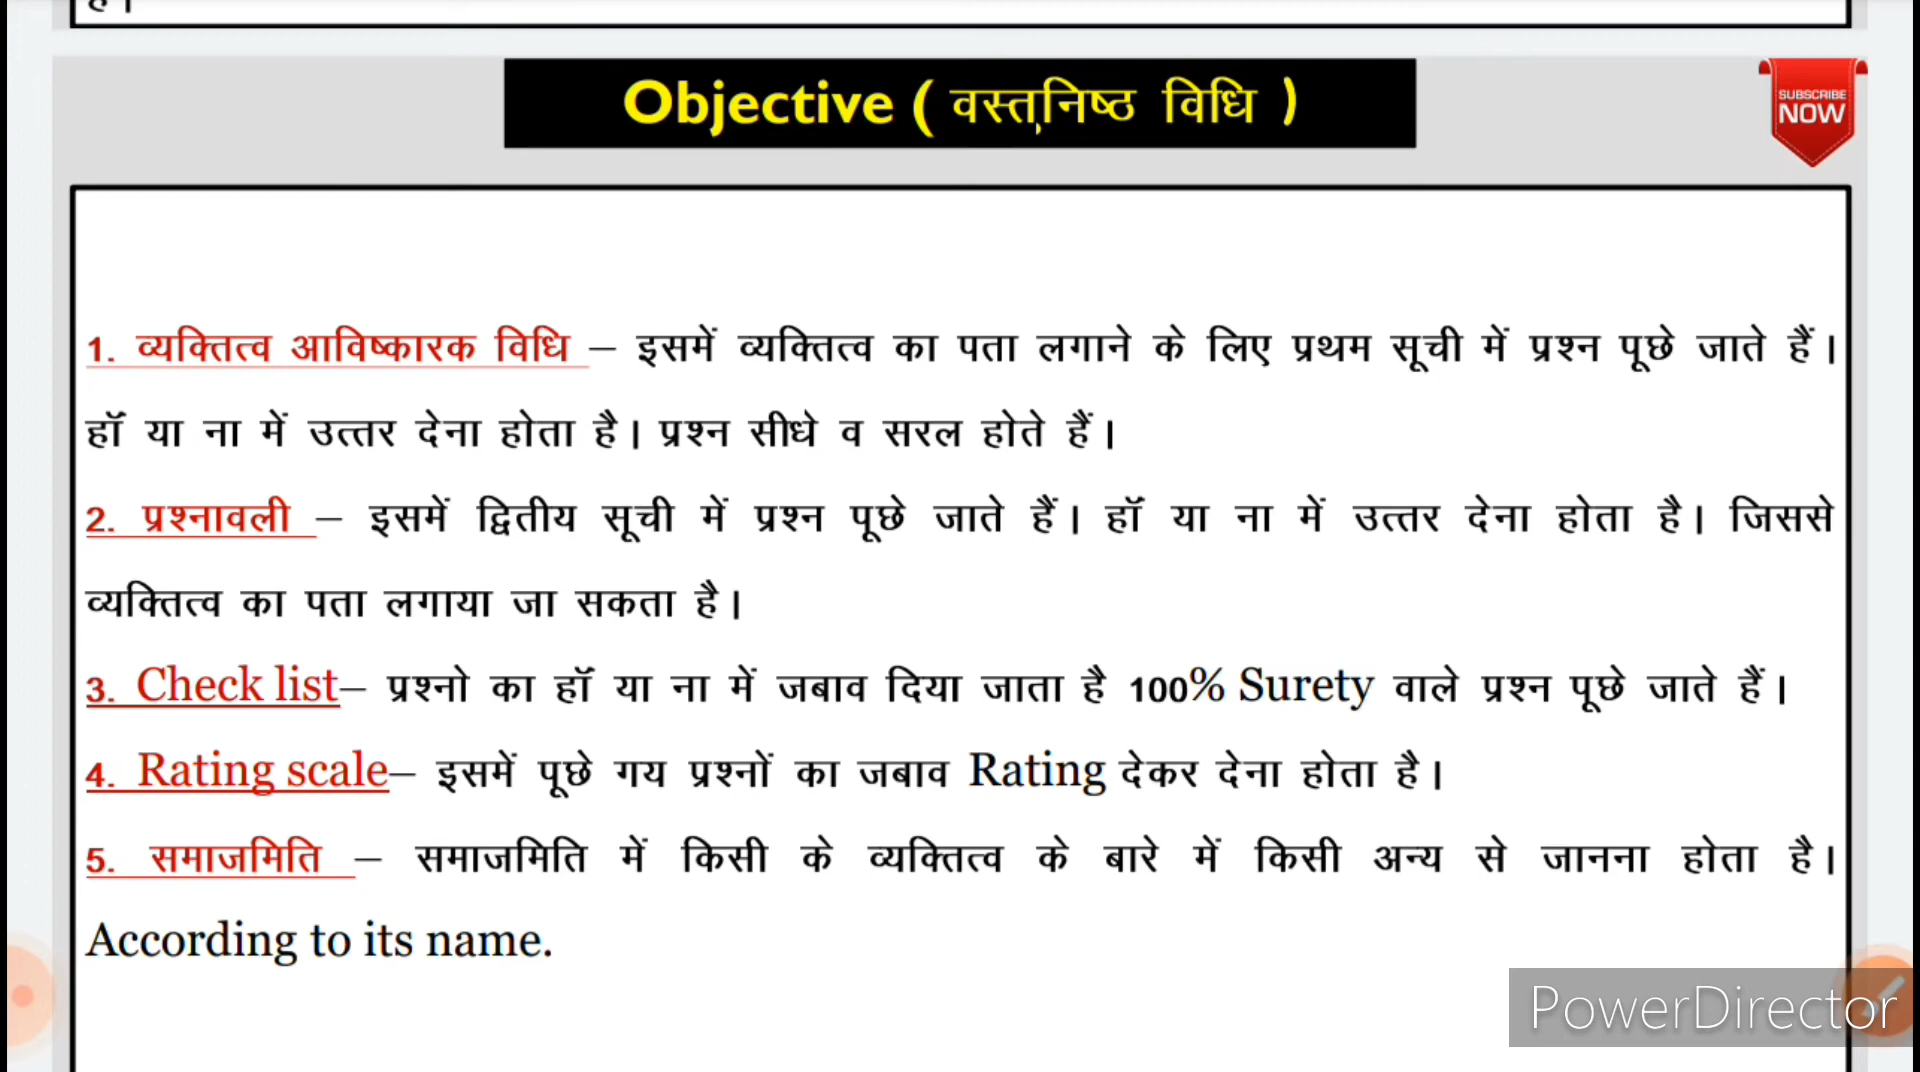 Objective ( वस्तुनिष्ठ विधि )
SUBSCRIBE
NOW
1. व्यक्तित्व आविष्कारक विधि – इसमें व्यक्तित्व का पता लगाने के लिए प्रथम सूची में प्रश्न पूछे जाते हैं।
हॉ या ना में उत्तर देना होता है। प्रश्न सीधे व सरल होते हैं।
2. प्रश्नावली – इसमें द्वितीय सूची में प्रश्न पूछे जाते हैं। हॉ या ना में उत्तर देना होता है। जिससे
व्यक्तित्व का पता लगाया जा सकता है।
3. Check list– प्रश्नो का हॉ या ना में जबाव दिया जाता है 100% Surety वाले प्रश्न पूछे जाते हैं।
4. Rating scale– इसमें पूछे गय प्रश्नों का जबाव Rating देकर देना होता है।
5. समाजमिति – समाजमिति में किसी के व्यक्तित्व के बारे में किसी अन्य से जानना होता है।
According to its name.
PowerDirector